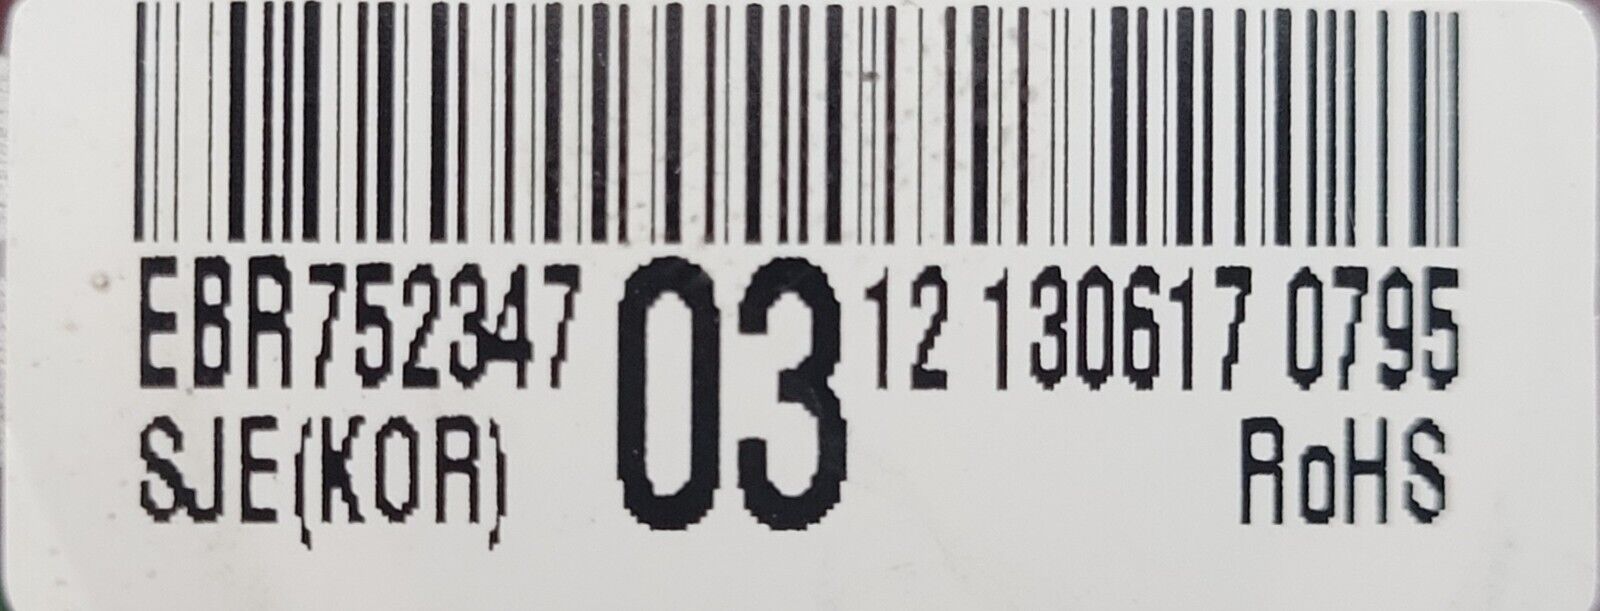 EBR752347 03 12 130617 0795
SJE(KOR) RoHS